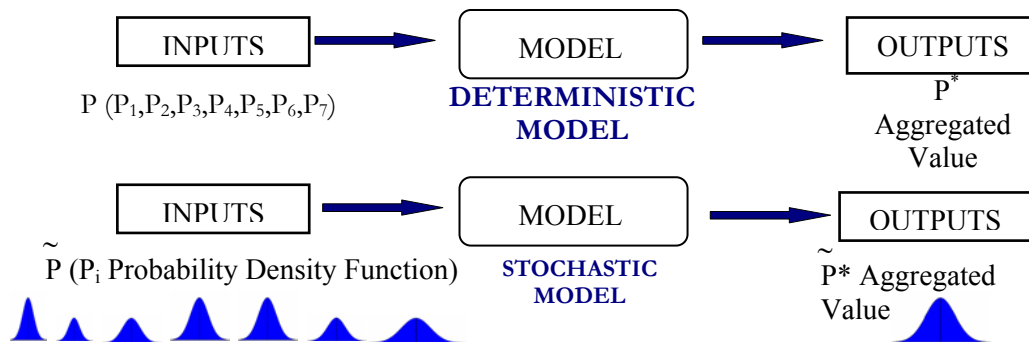 INPUTS
MODEL
OUTPUTS
P (P₁,P₂,P₃,P₄,P₅,P₆,P₇)
DETERMINISTIC
MODEL
P*
Aggregated
Value
INPUTS
MODEL
OUTPUTS
P̃ (Pᵢ Probability Density Function)
STOCHASTIC
MODEL
P̃* Aggregated
Value